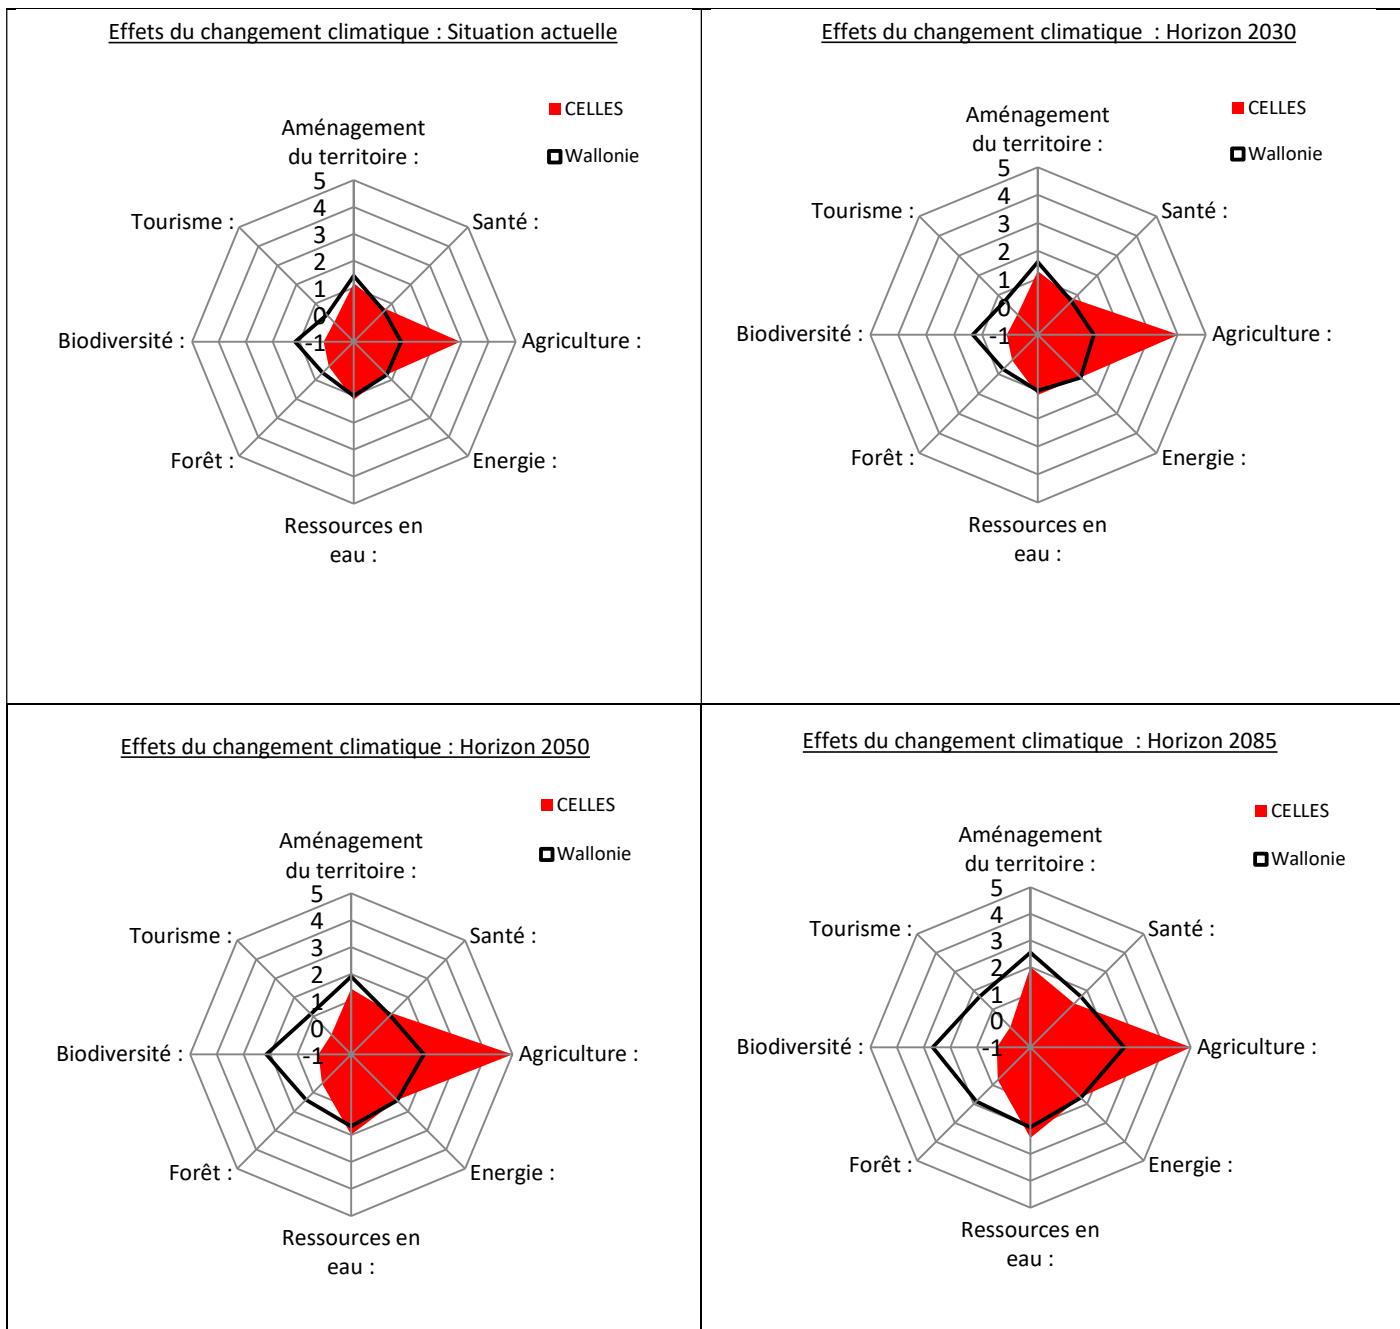 Effets du changement climatique : Situation actuelle
CELLES
Wallonie
Aménagement
du territoire :
Santé :
Agriculture :
Energie :
Ressources en
eau :
Forêt :
Biodiversité :
Tourisme :
5
4
3
2
1
0
-1
Effets du changement climatique : Horizon 2030
CELLES
Wallonie
Aménagement
du territoire :
Santé :
Agriculture :
Energie :
Ressources en
eau :
Forêt :
Biodiversité :
Tourisme :
5
4
3
2
1
0
-1
Effets du changement climatique : Horizon 2050
CELLES
Wallonie
Aménagement
du territoire :
Santé :
Agriculture :
Energie :
Ressources en
eau :
Forêt :
Biodiversité :
Tourisme :
5
4
3
2
1
0
-1
Effets du changement climatique : Horizon 2085
CELLES
Wallonie
Aménagement
du territoire :
Santé :
Agriculture :
Energie :
Ressources en
eau :
Forêt :
Biodiversité :
Tourisme :
5
4
3
2
1
0
-1